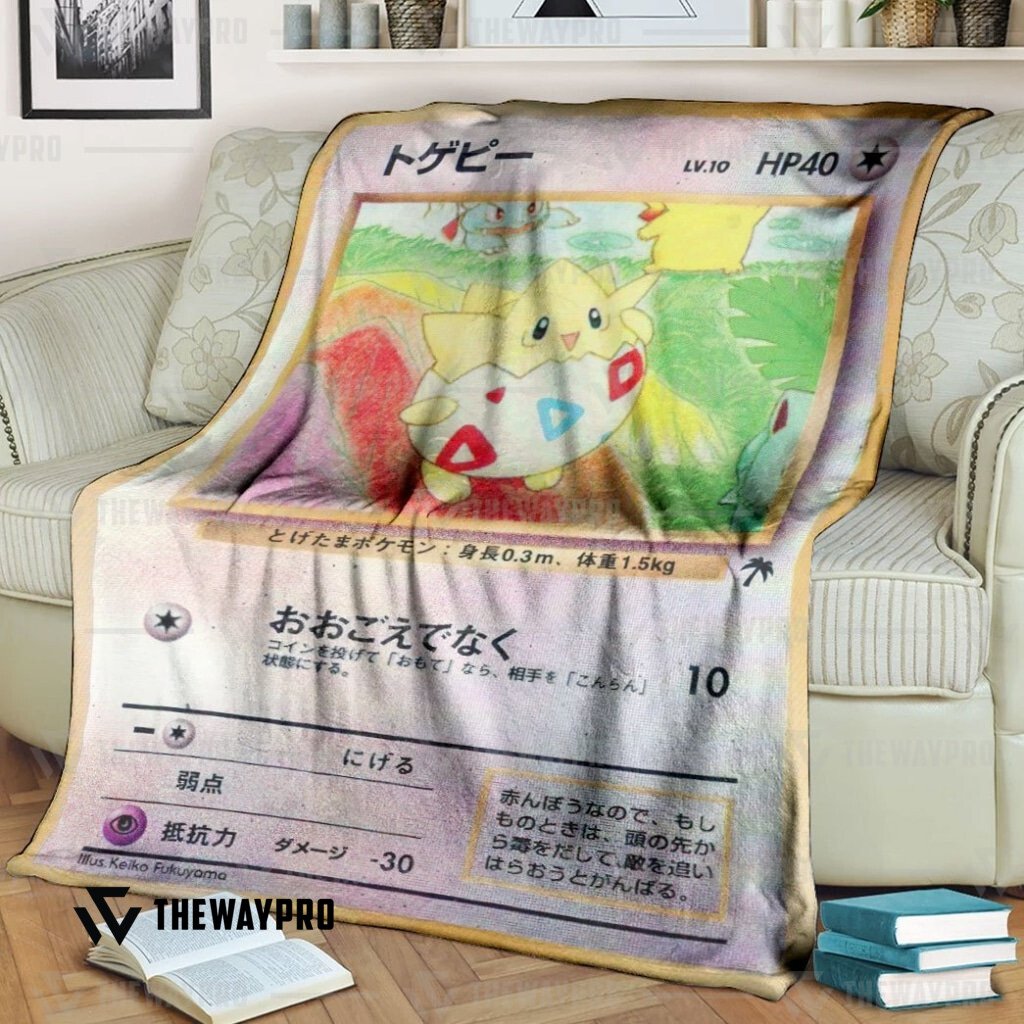 THEWAYPRO
トゲピー LV.10 HP40
とげたまポケモン：身長0.3m、体重1.5kg
おおごえでなく
コインを投げて「おもて」なら、相手を「こんらん」
状態にする。
10
にげる
弱点
抵抗力 ダメージ -30
赤んぼうなので、もし
ものときは、頭の先か
ら毒をだして、敵を追い
はらおうとがんばる。
Illus. Keiko Fukuyama
THEWAYPRO